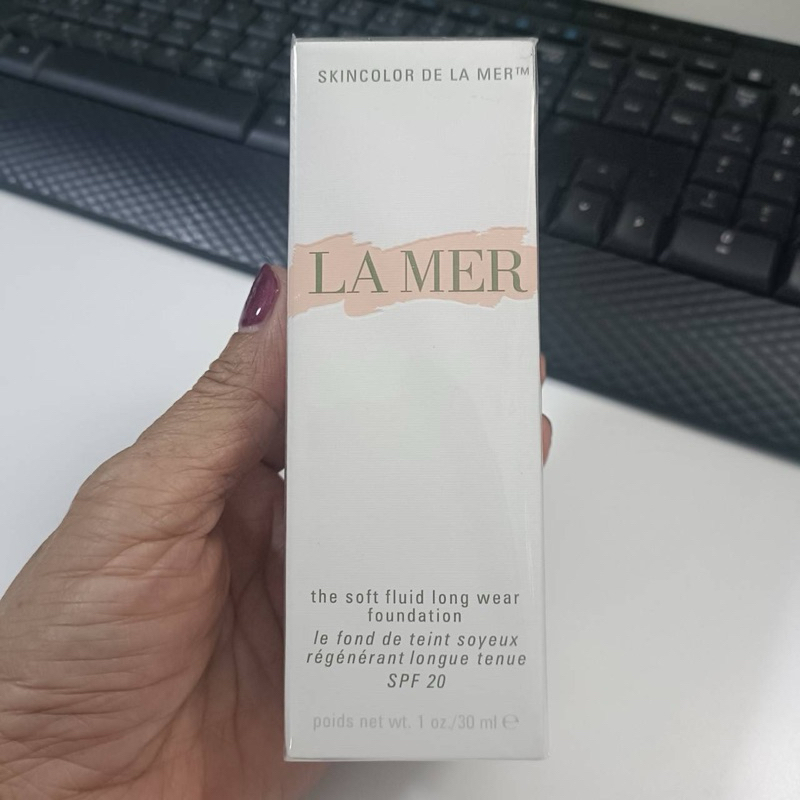 SKINCOLOR DE LA MER™
LA MER
the soft fluid long wear
foundation
le fond de teint soyeux
régénérant longue tenue
SPF 20
poids net wt. 1 oz./30 ml ℮